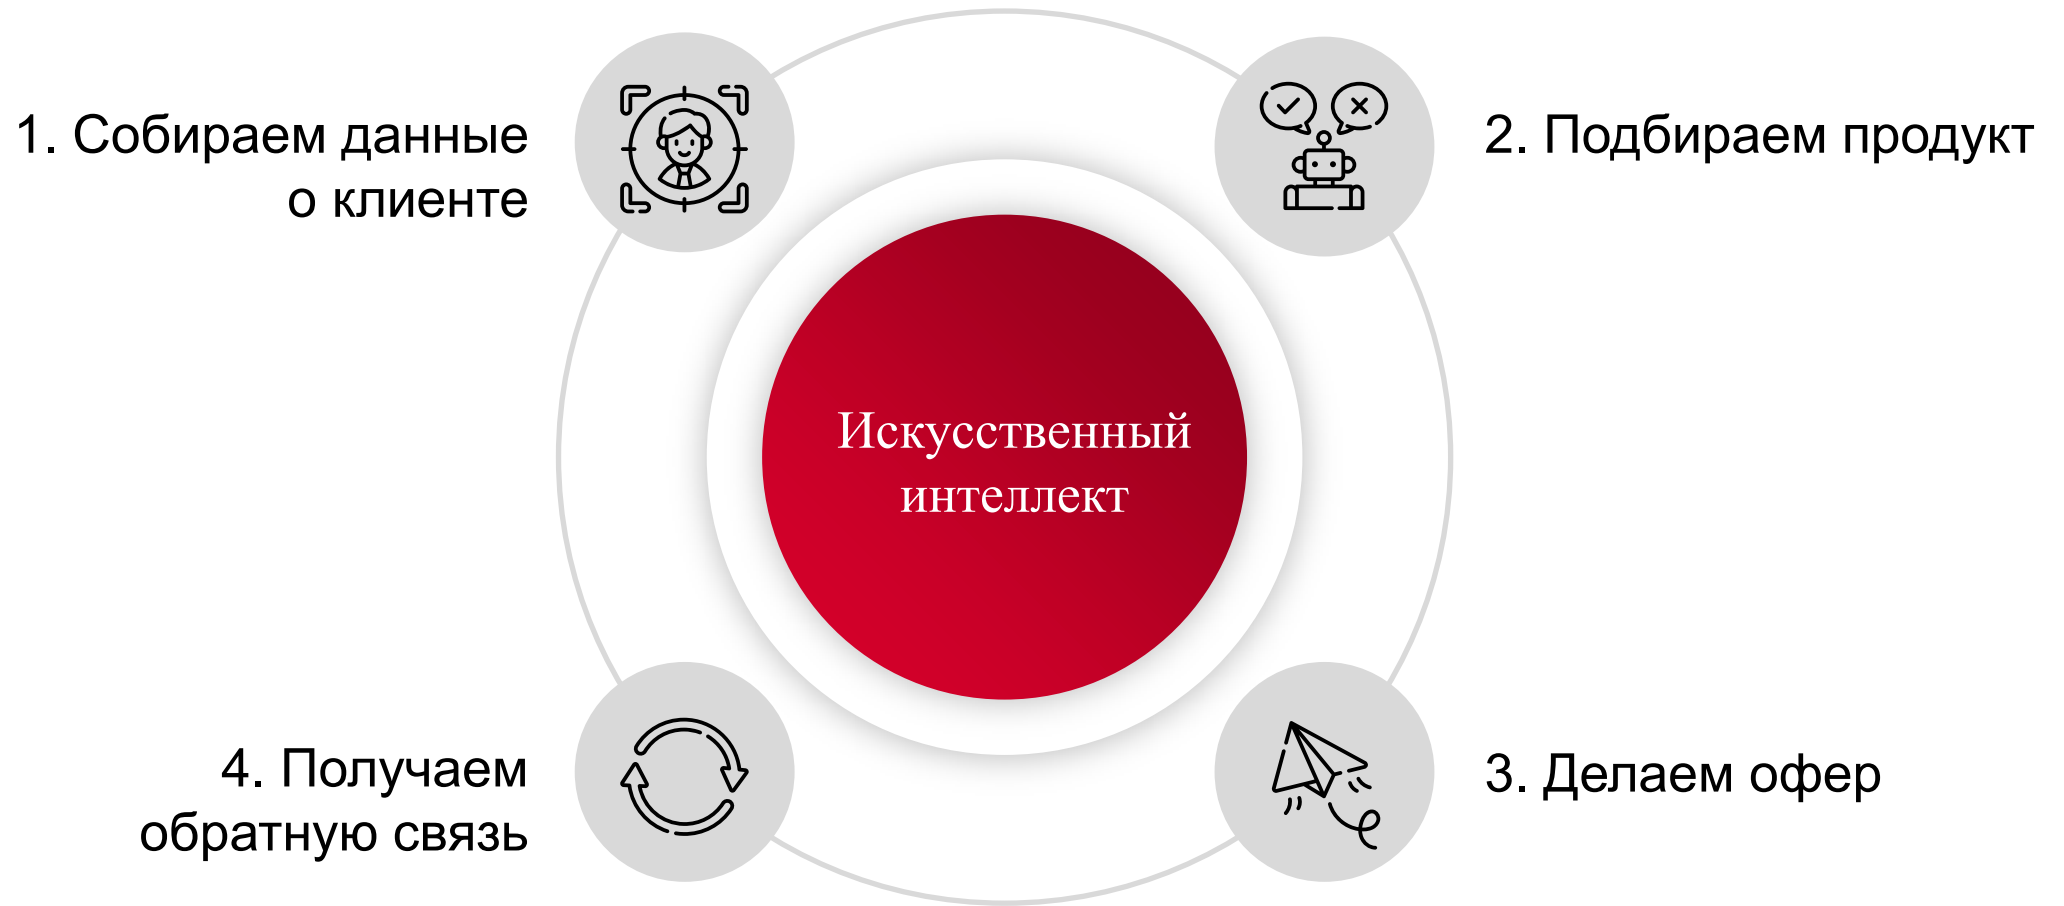 1. Собираем данные
о клиенте
2. Подбираем продукт
Искусственный
интеллект
3. Делаем офер
4. Получаем
обратную связь